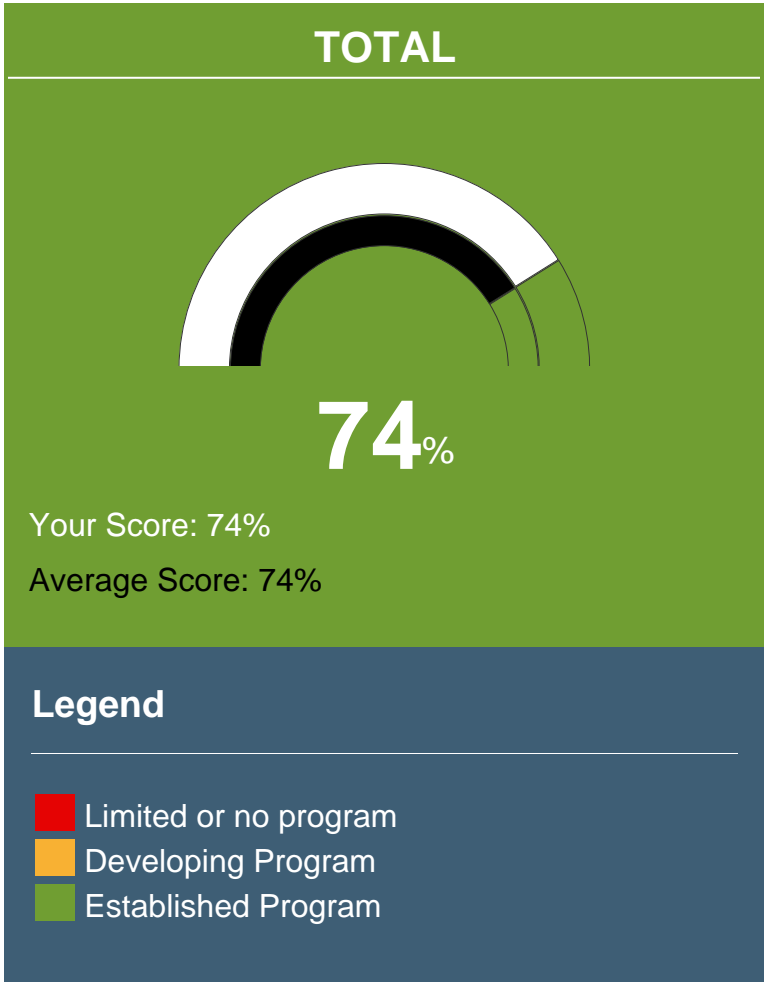 TOTAL
74%
Your Score: 74%
Average Score: 74%
Legend
Limited or no program
Developing Program
Established Program